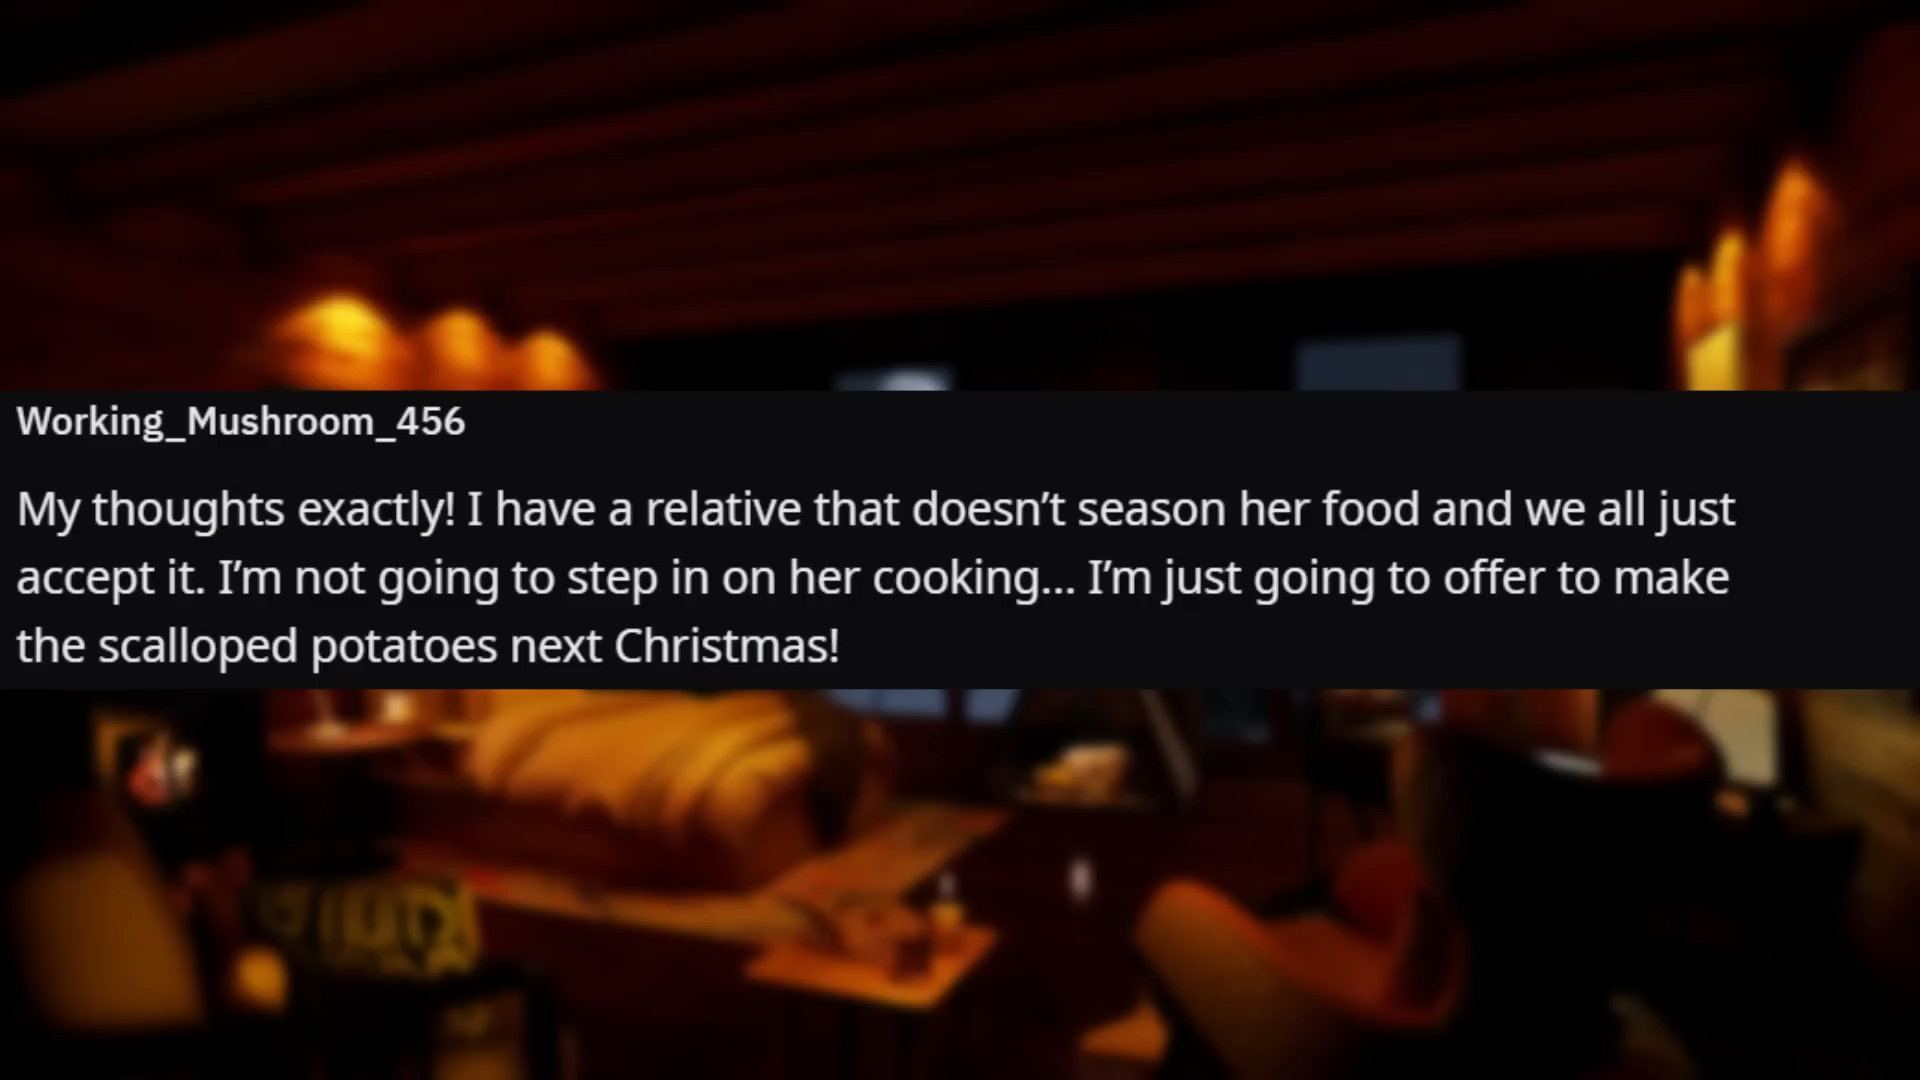 Working_Mushroom_456
My thoughts exactly! I have a relative that doesn’t season her food and we all just
accept it. I’m not going to step in on her cooking... I’m just going to offer to make
the scalloped potatoes next Christmas!